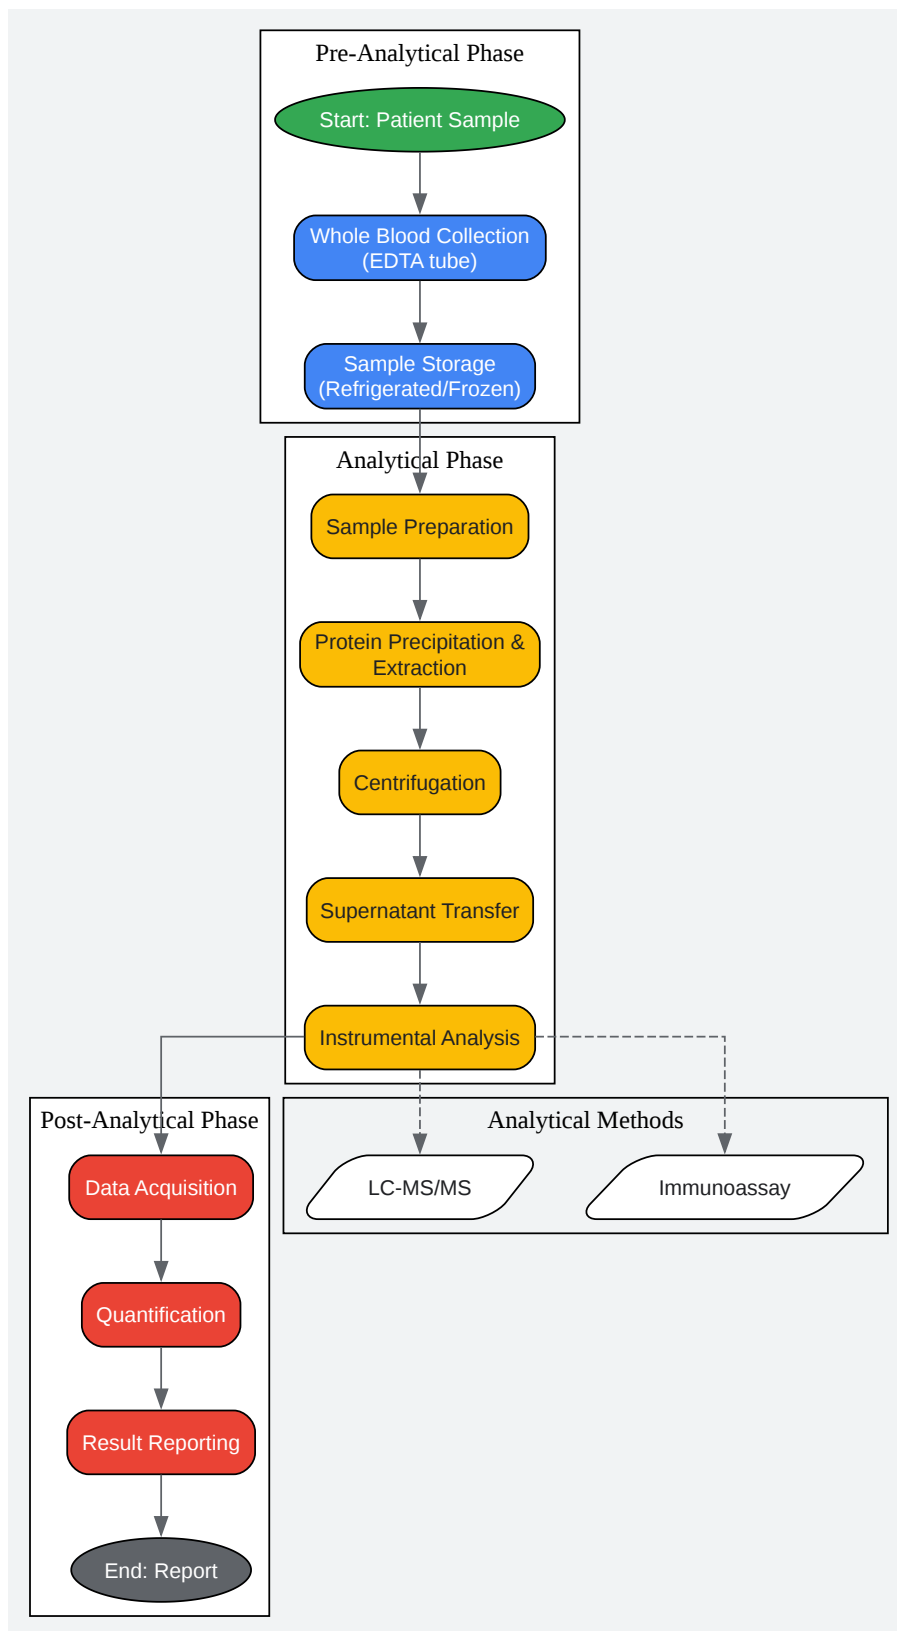 Pre-Analytical Phase
Start: Patient Sample
Whole Blood Collection
(EDTA tube)
Sample Storage
(Refrigerated/Frozen)
Analytical Phase
Sample Preparation
Protein Precipitation &
Extraction
Centrifugation
Supernatant Transfer
Instrumental Analysis
Post-Analytical Phase
Data Acquisition
Quantification
Result Reporting
End: Report
Analytical Methods
LC-MS/MS
Immunoassay